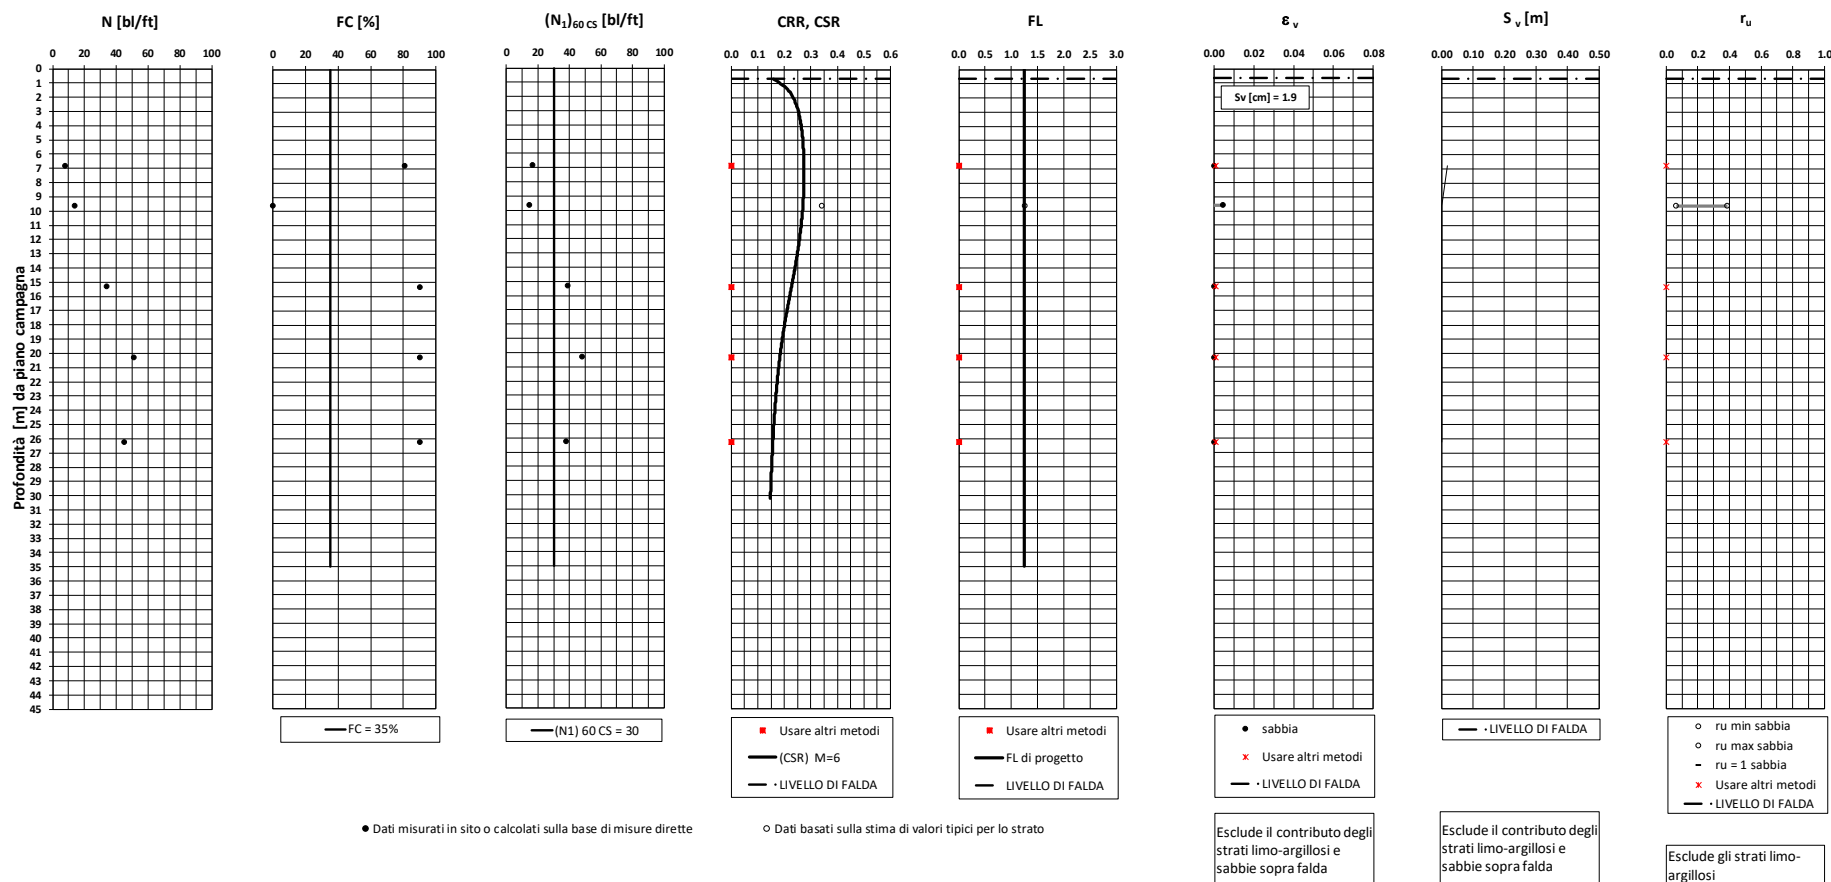 N [bl/ft]
FC [%]
(N1)60 CS [bl/ft]
CRR, CSR
FL
εv
S v [m]
ru
0 20 40 60 80 100
0 20 40 60 80 100
0 20 40 60 80 100
0.0 0.1 0.2 0.3 0.4 0.5 0.6
0.0 0.5 1.0 1.5 2.0 2.5 3.0
0.00 0.02 0.04 0.06 0.08
0.00 0.10 0.20 0.30 0.40 0.50
0.0 0.2 0.4 0.6 0.8 1.0
Profondità [m] da piano campagna
0
1
2
3
4
5
6
7
8
9
10
11
12
13
14
15
16
17
18
19
20
21
22
23
24
25
26
27
28
29
30
31
32
33
34
35
36
37
38
39
40
41
42
43
44
45
Sv [cm] = 1.9
FC = 35%
(N1) 60 CS = 30
Usare altri metodi
(CSR) M=6
LIVELLO DI FALDA
Usare altri metodi
FL di progetto
LIVELLO DI FALDA
sabbia
Usare altri metodi
LIVELLO DI FALDA
LIVELLO DI FALDA
ru min sabbia
ru max sabbia
ru = 1 sabbia
Usare altri metodi
LIVELLO DI FALDA
Dati misurati in sito o calcolati sulla base di misure dirette
Dati basati sulla stima di valori tipici per lo strato
Esclude il contributo degli
strati limo-argillosi e
sabbie sopra falda
Esclude il contributo degli
strati limo-argillosi e
sabbie sopra falda
Esclude gli strati limo-
argillosi